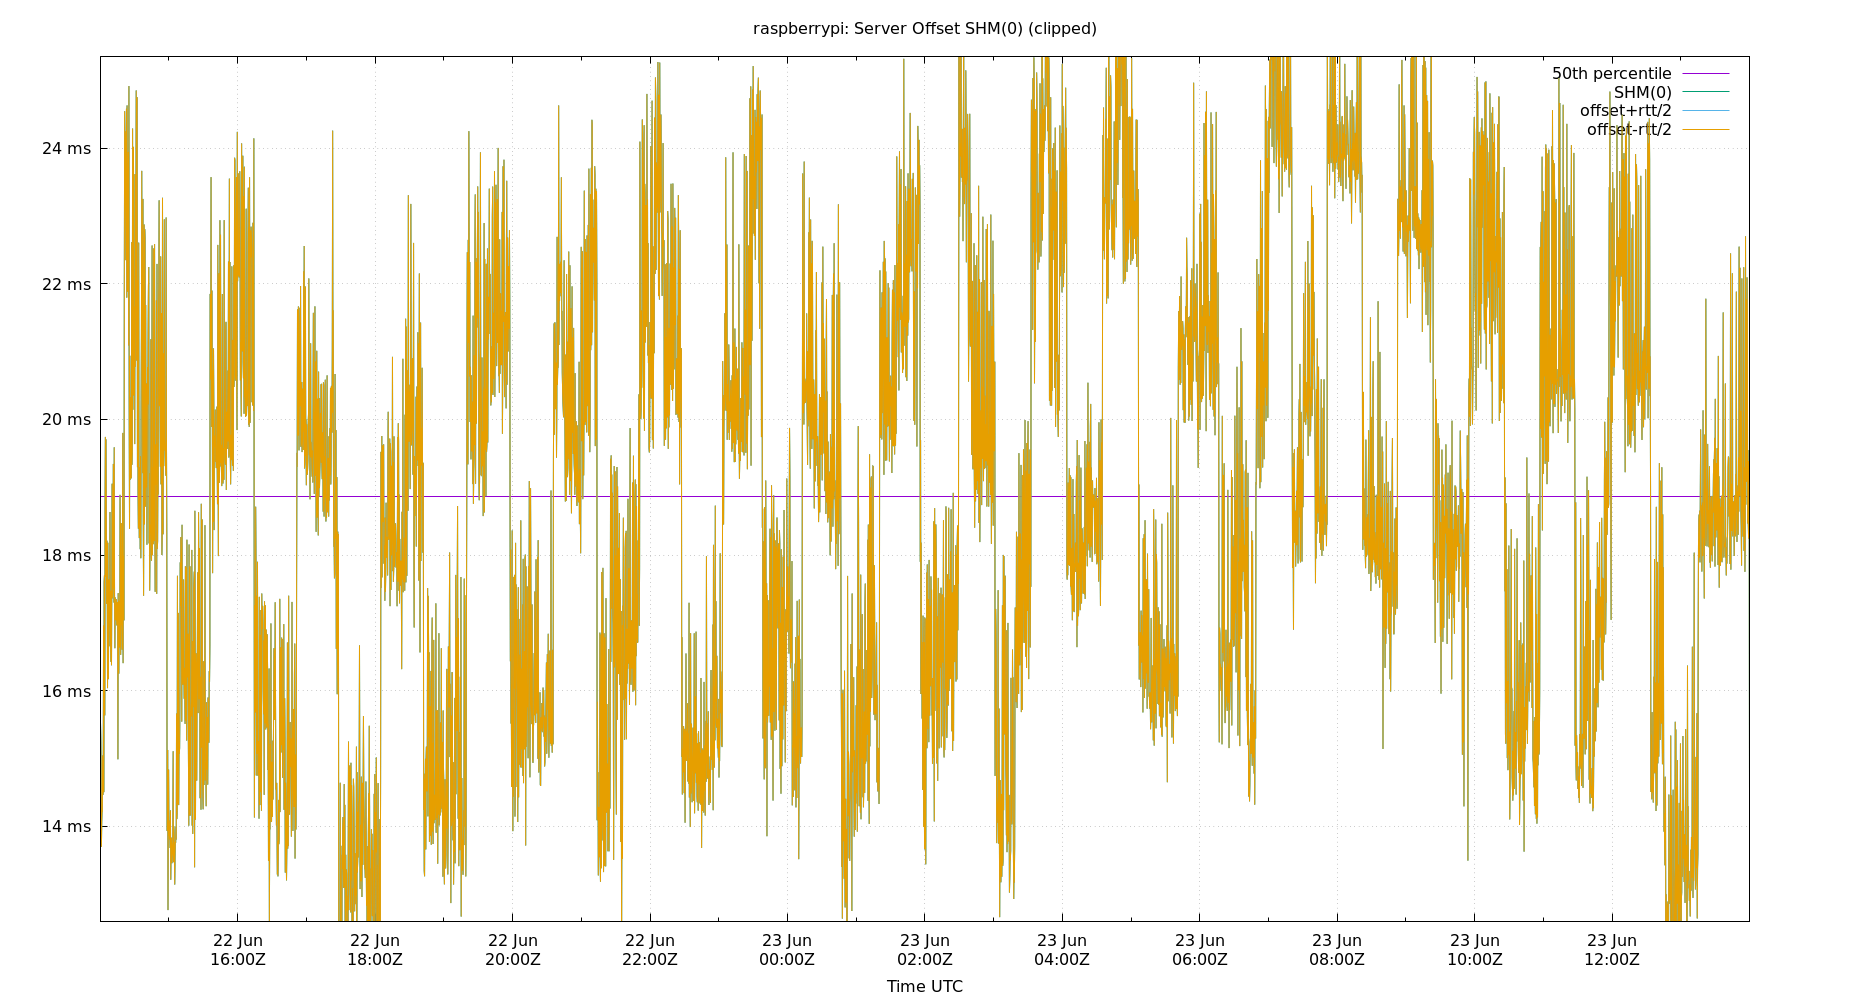 raspberrypi: Server Offset SHM(0) (clipped)
50th percentile
SHM(0)
offset+rtt/2
offset-rtt/2
24 ms
22 ms
20 ms
18 ms
16 ms
14 ms
22 Jun 22 Jun 22 Jun 22 Jun 23 Jun 23 Jun 23 Jun 23 Jun 23 Jun 23 Jun 23 Jun
16:00Z 18:00Z 20:00Z 22:00Z 00:00Z 02:00Z 04:00Z 06:00Z 08:00Z 10:00Z 12:00Z
Time UTC